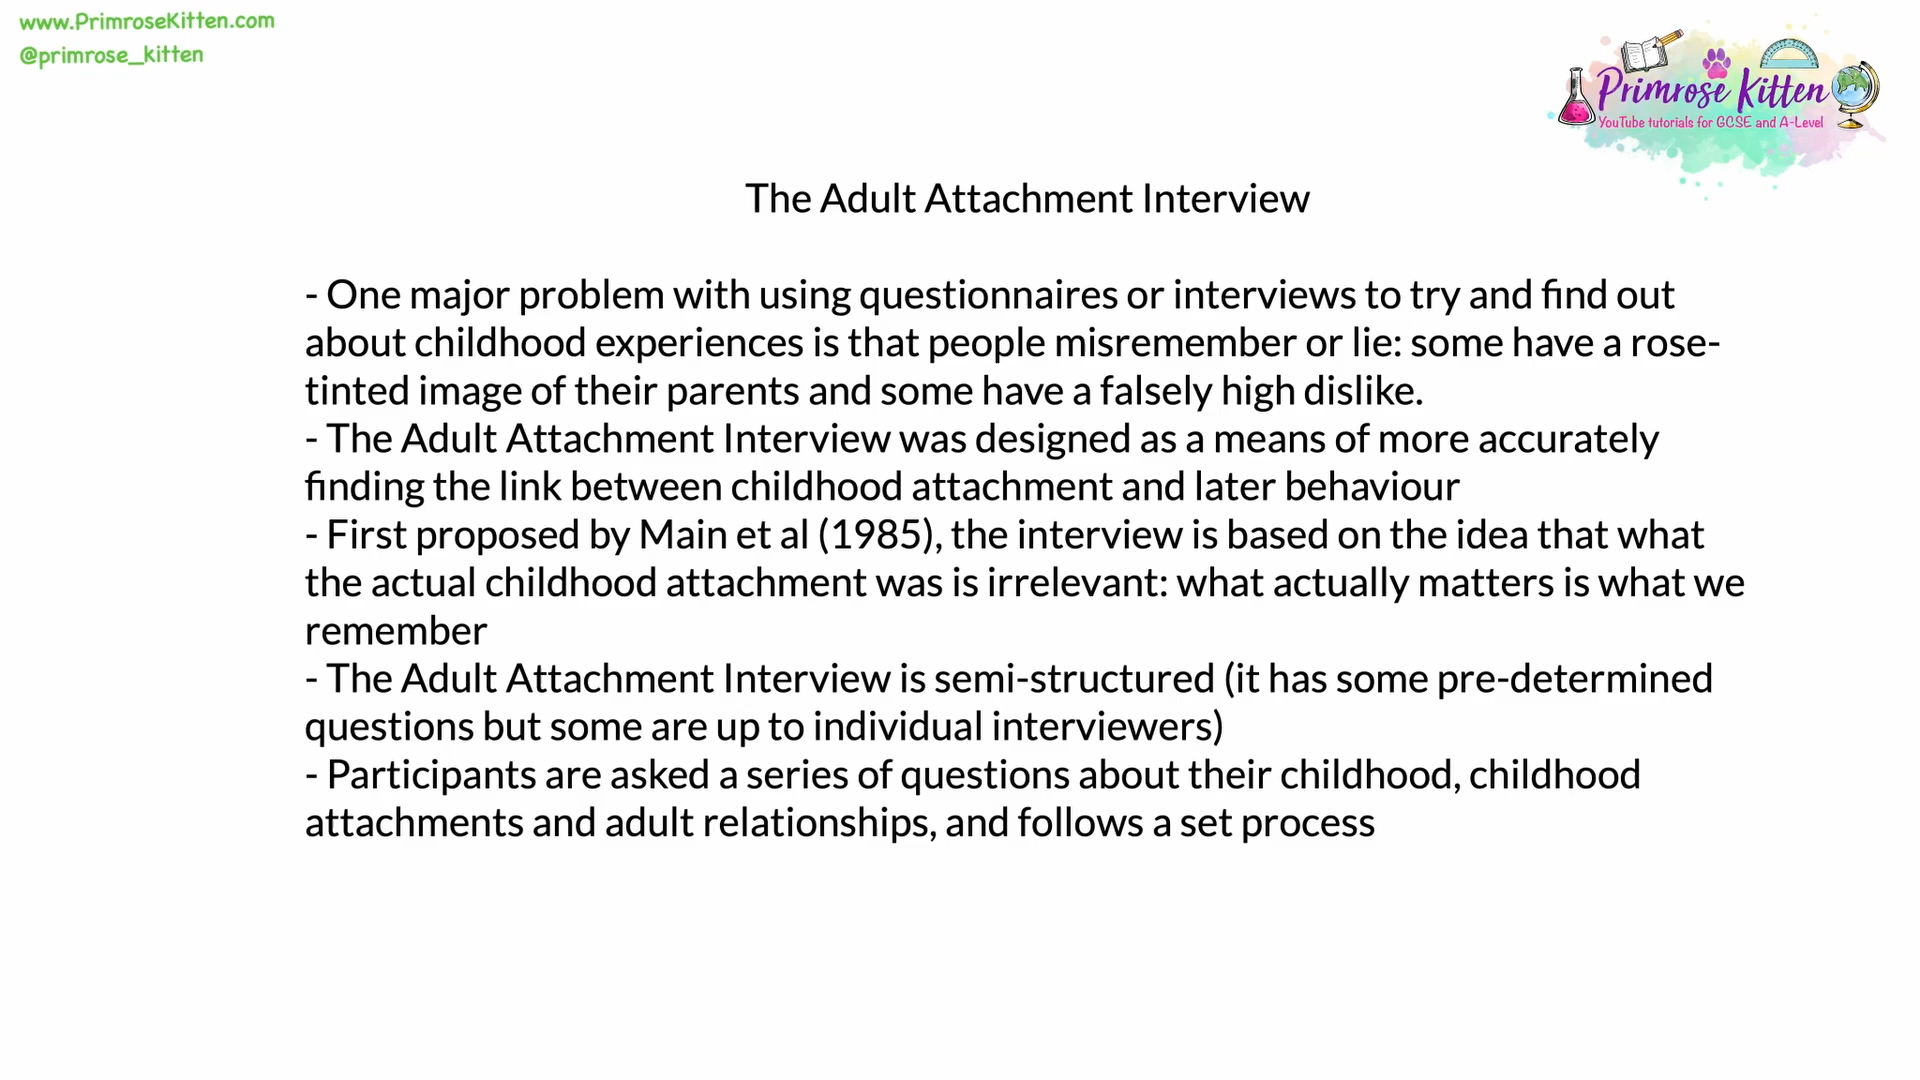 www.PrimroseKitten.com
@primrose_kitten
Primrose Kitten
YouTube tutorials for GCSE and A-Level
The Adult Attachment Interview
- One major problem with using questionnaires or interviews to try and find out
about childhood experiences is that people misremember or lie: some have a rose-
tinted image of their parents and some have a falsely high dislike.
- The Adult Attachment Interview was designed as a means of more accurately
finding the link between childhood attachment and later behaviour
- First proposed by Main et al (1985), the interview is based on the idea that what
the actual childhood attachment was is irrelevant: what actually matters is what we
remember
- The Adult Attachment Interview is semi-structured (it has some pre-determined
questions but some are up to individual interviewers)
- Participants are asked a series of questions about their childhood, childhood
attachments and adult relationships, and follows a set process